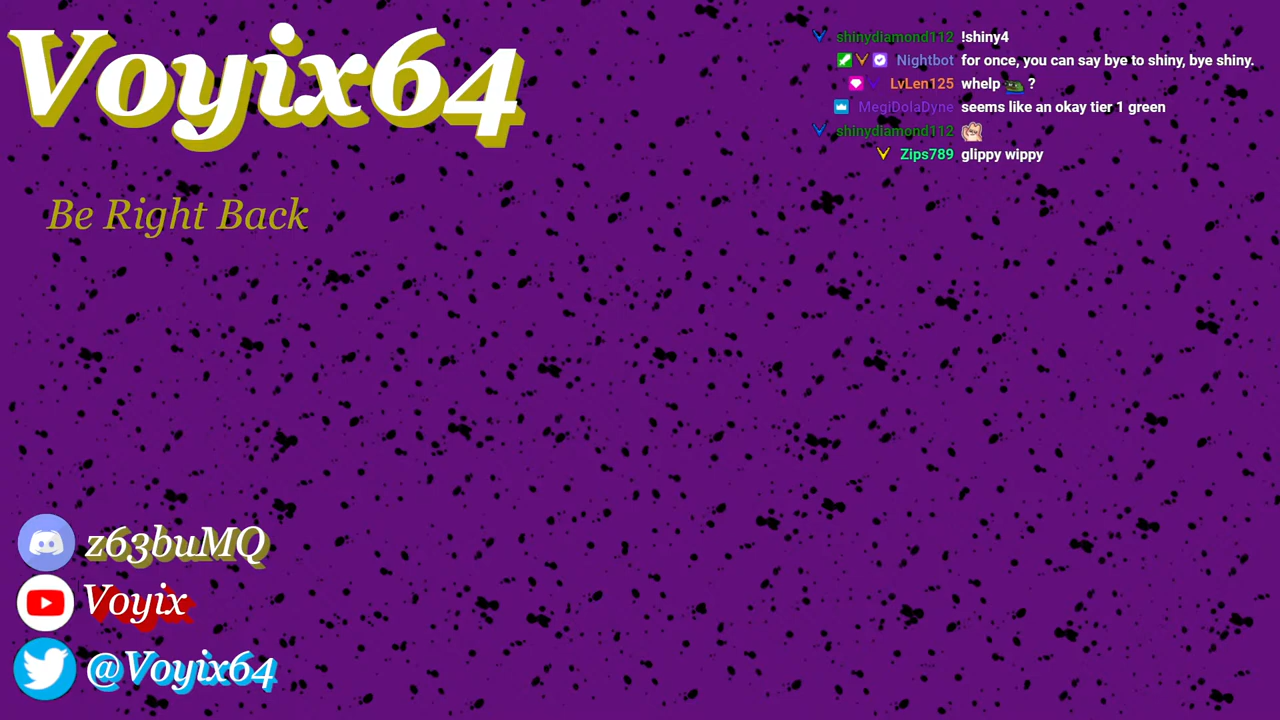 Voyix64
Be Right Back
shinydiamond112 !shiny4
Nightbot for once, you can say bye to shiny, bye shiny.
LvLen125 whelp ?
MegiDolaDyne seems like an okay tier 1 green
shinydiamond112
Zips789 glippy wippy
z63buMQ
Voyix
@Voyix64